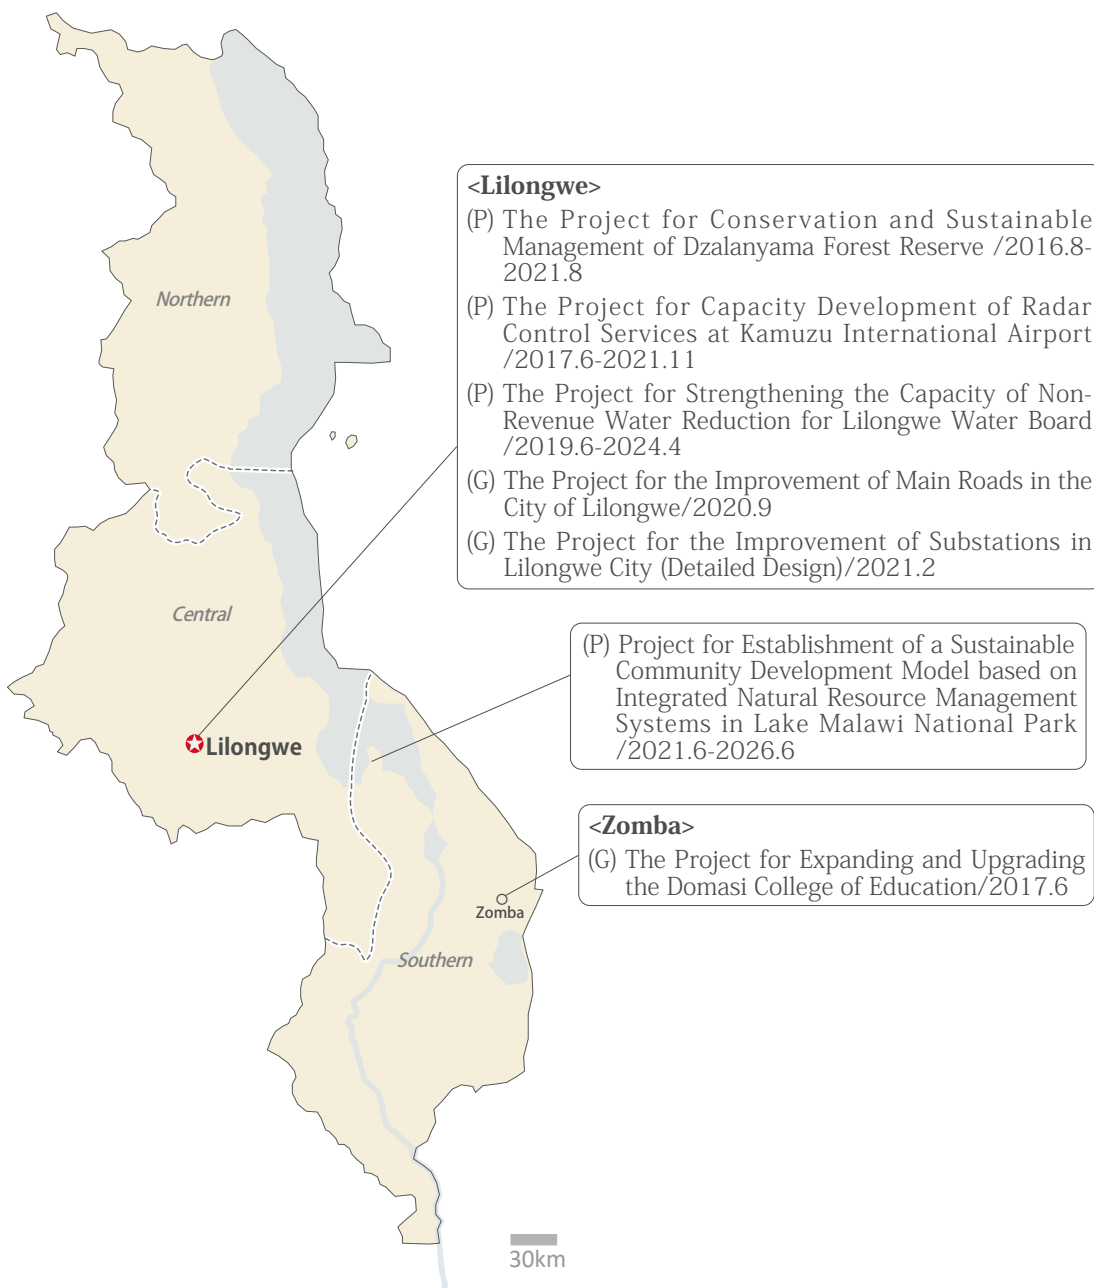 <Lilongwe>
(P) The Project for Conservation and Sustainable
Management of Dzalanyama Forest Reserve /2016.8-
2021.8
(P) The Project for Capacity Development of Radar
Control Services at Kamuzu International Airport
/2017.6-2021.11
(P) The Project for Strengthening the Capacity of Non-
Revenue Water Reduction for Lilongwe Water Board
/2019.6-2024.4
(G) The Project for the Improvement of Main Roads in the
City of Lilongwe/2020.9
(G) The Project for the Improvement of Substations in
Lilongwe City (Detailed Design)/2021.2
Northern
Central
(P) Project for Establishment of a Sustainable
Community Development Model based on
Integrated Natural Resource Management
Systems in Lake Malawi National Park
/2021.6-2026.6
Lilongwe
<Zomba>
(G) The Project for Expanding and Upgrading
the Domasi College of Education/2017.6
Zomba
Southern
30km